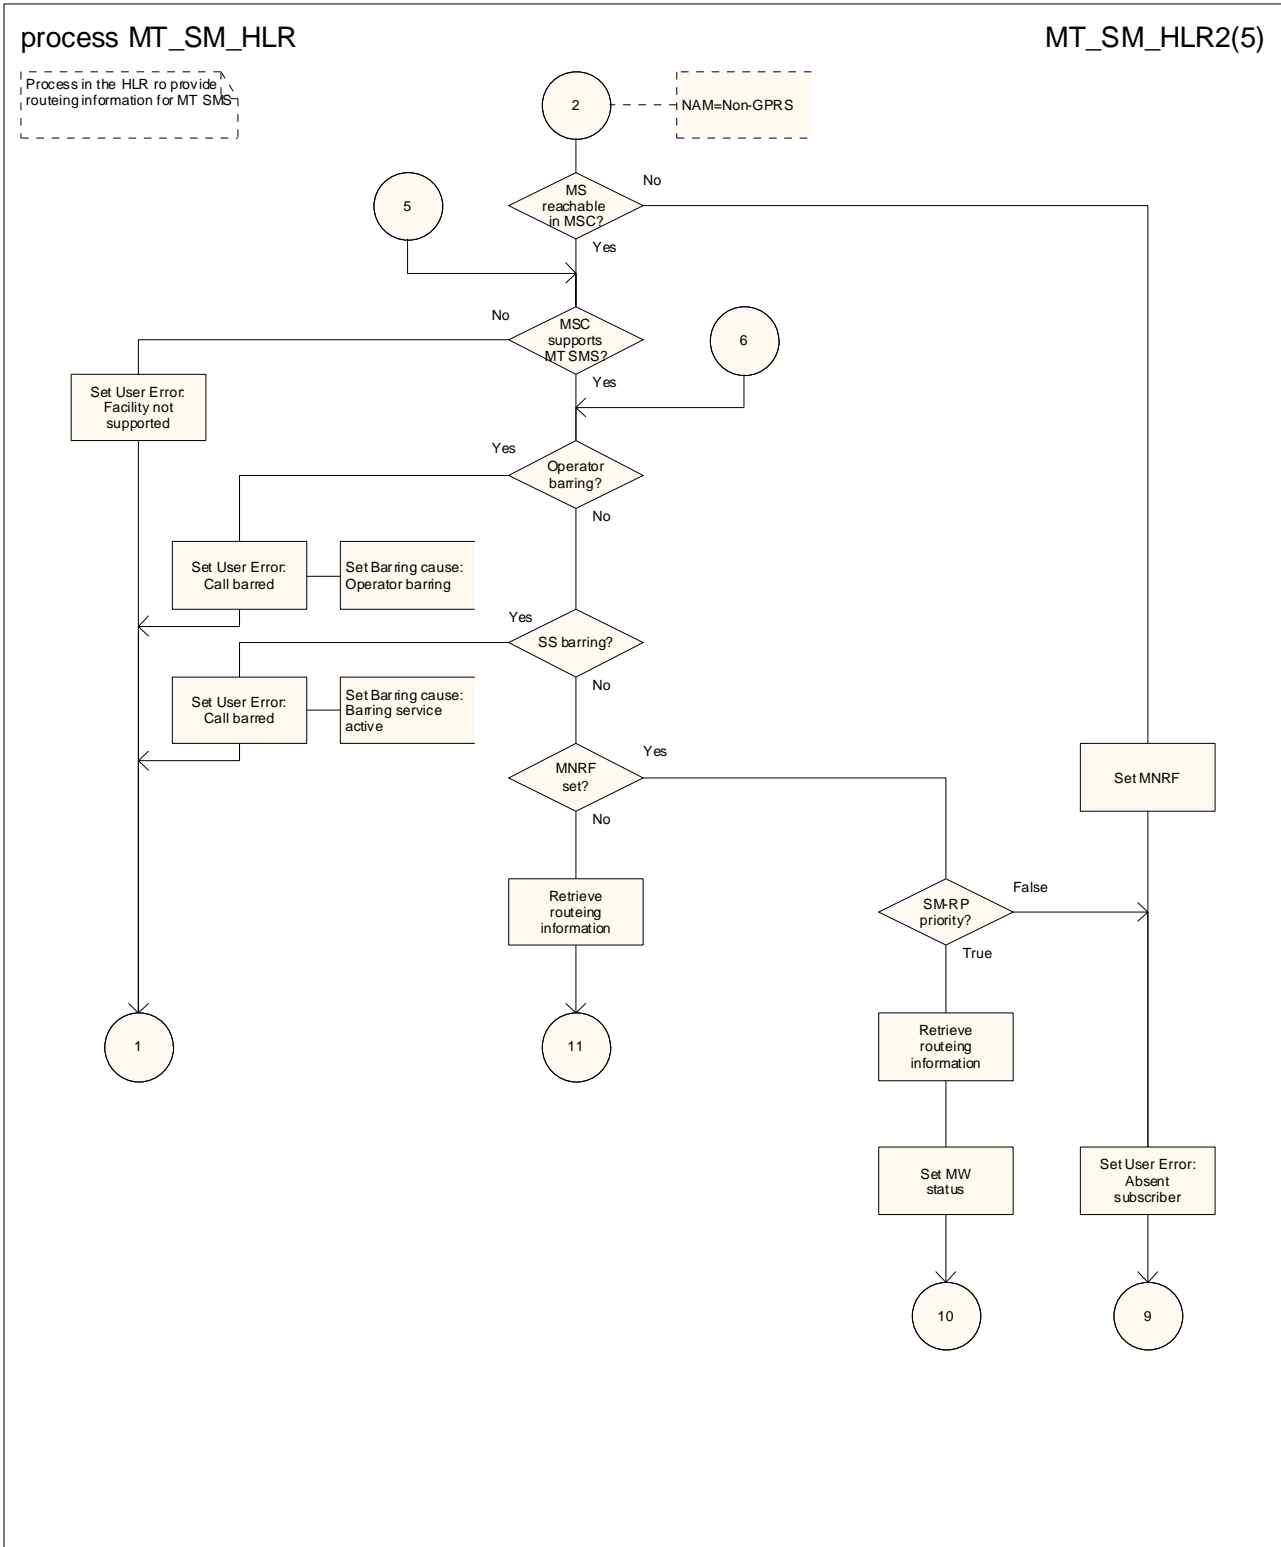 process MT_SM_HLR
MT_SM_HLR2(5)
Process in the HLR ro provide
routeing information for MT SMS
2
NAM=Non-GPRS
MS
reachable
in MSC?
No
Yes
5
No
MSC
supports
MT SMS?
Yes
6
Set User Error:
Facility not
supported
Yes
Operator
barring?
No
Set User Error:
Call barred
Set Barring cause:
Operator barring
Yes
SS barring?
No
Set User Error:
Call barred
Set Barring cause:
Barring service
active
MNRF
set?
Yes
No
Set MNRF
Retrieve
routeing
information
SM-RP
priority?
False
True
1
11
Retrieve
routeing
information
Set MW
status
Set User Error:
Absent
subscriber
10
9